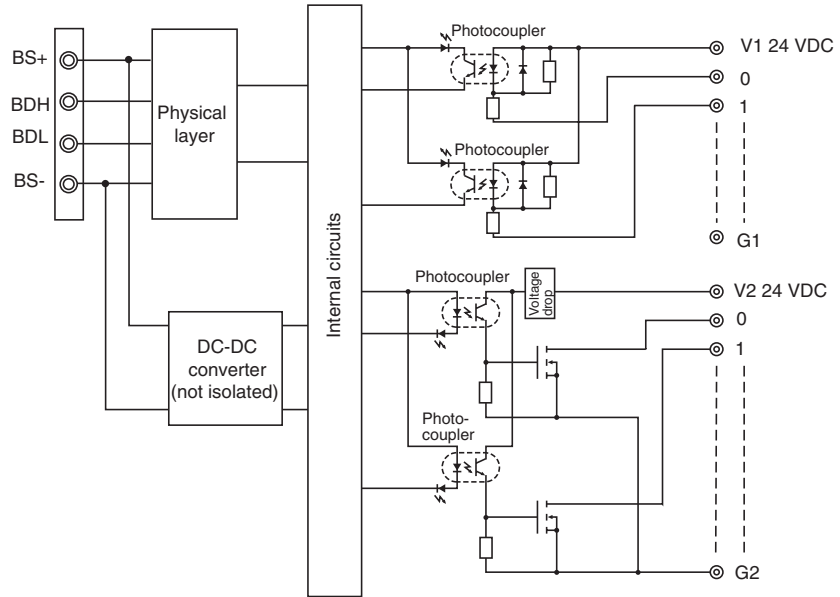 BS+
BDH
BDL
BS-
Physical
layer
DC-DC
converter
(not isolated)
Internal circuits
Photocoupler
Photocoupler
V1 24 VDC
0
1
G1
Photocoupler
Voltage
drop
V2 24 VDC
0
1
Photo-
coupler
G2